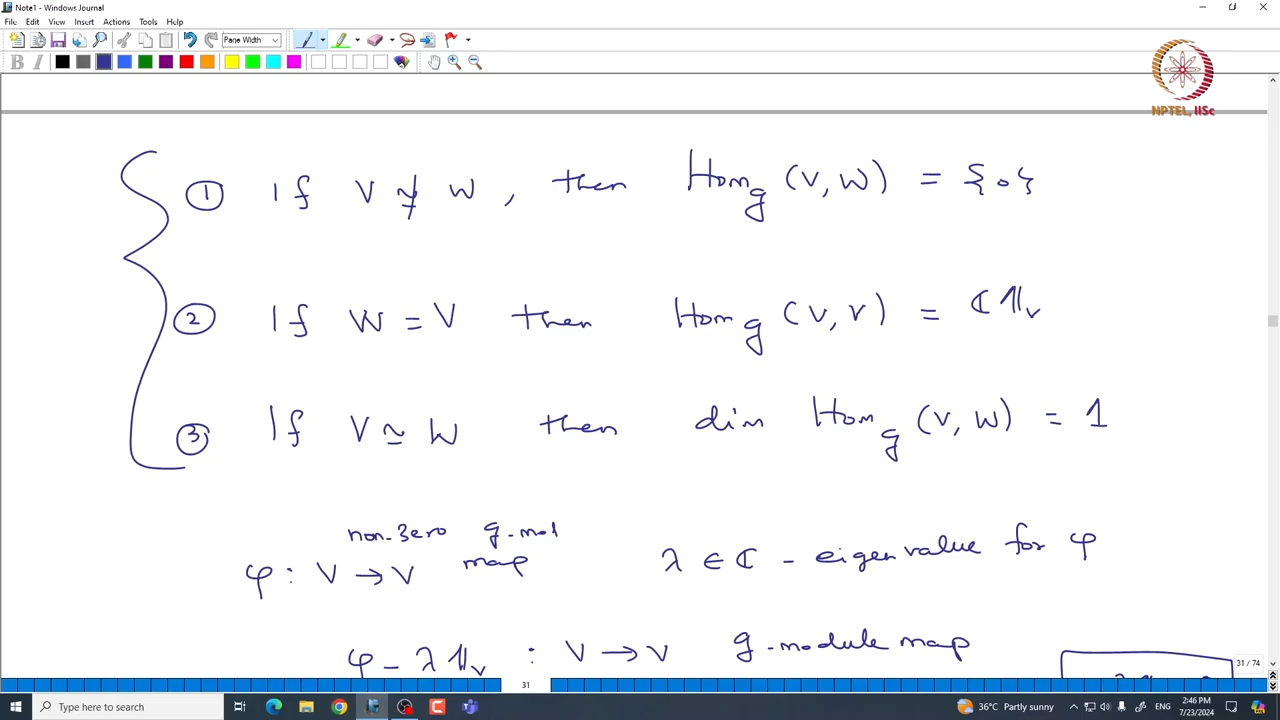 Note1 - Windows Journal
File Edit View Insert Actions Tools Help
Page Width
B I
NPTEL, IISc
① If V ≄ W , then Hom_g (V, W) = {0}
② If W = V then Hom_g (V, V) = ℂ 𝟙_V
③ If V ≃ W then dim Hom_g (V, W) = 1
non-zero g-mod
map
φ : V → V λ ∈ ℂ - eigenvalue for φ
φ - λ 𝟙_V : V → V g-module map
31 / 74
31
Type here to search
36°C Partly sunny
ENG
2:46 PM
7/23/2024